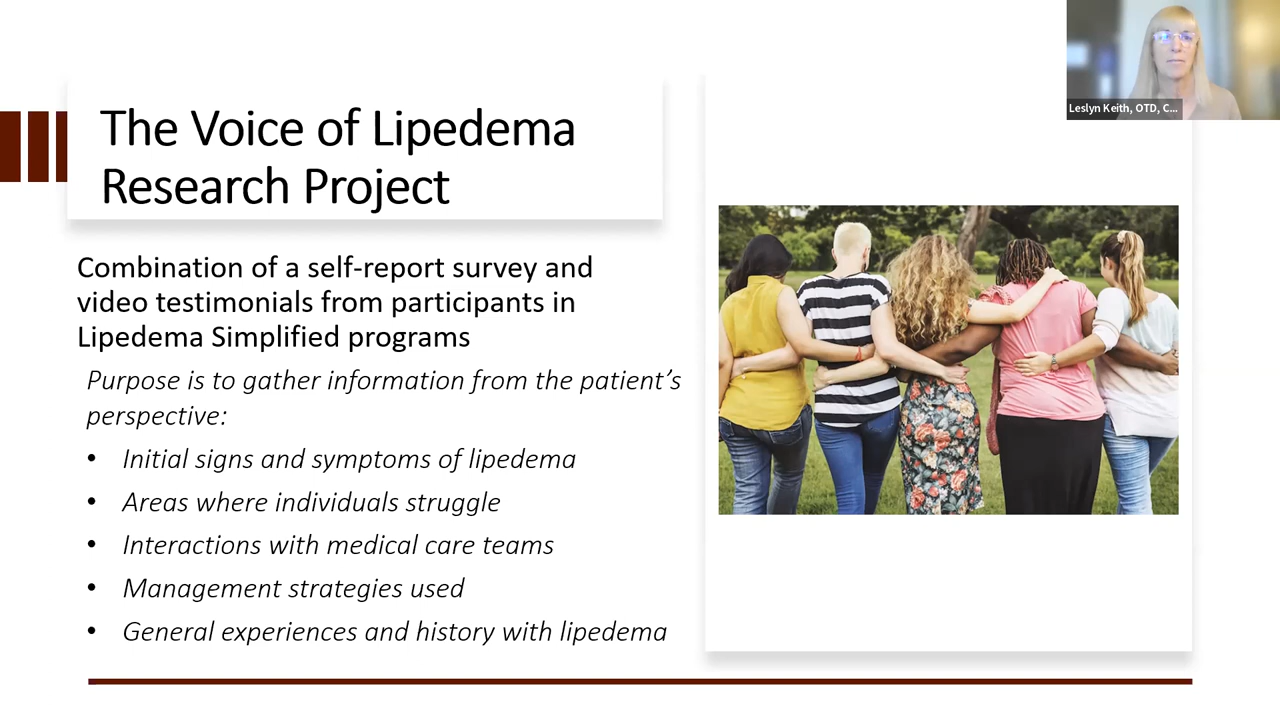 Leslyn Keith, OTD, C...
The Voice of Lipedema
Research Project
Combination of a self-report survey and
video testimonials from participants in
Lipedema Simplified programs
Purpose is to gather information from the patient’s
perspective:
• Initial signs and symptoms of lipedema
• Areas where individuals struggle
• Interactions with medical care teams
• Management strategies used
• General experiences and history with lipedema